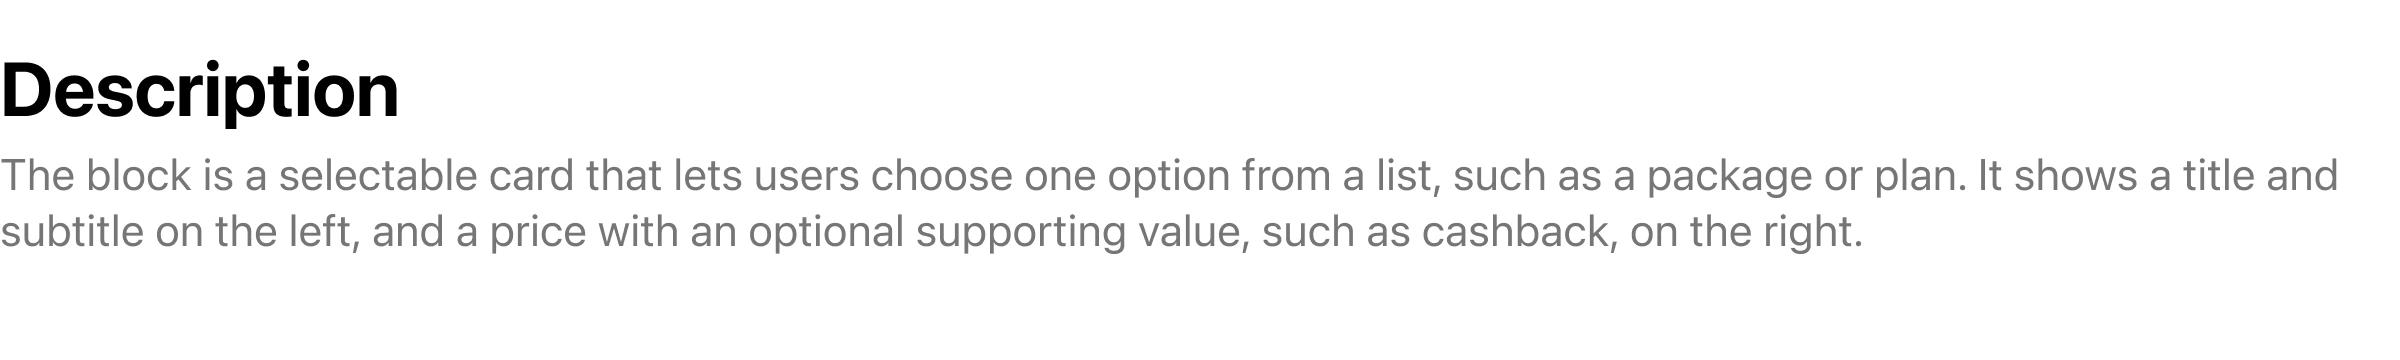 Description
The block is a selectable card that lets users choose one option from a list, such as a package or plan. It shows a title and
subtitle on the left, and a price with an optional supporting value, such as cashback, on the right.